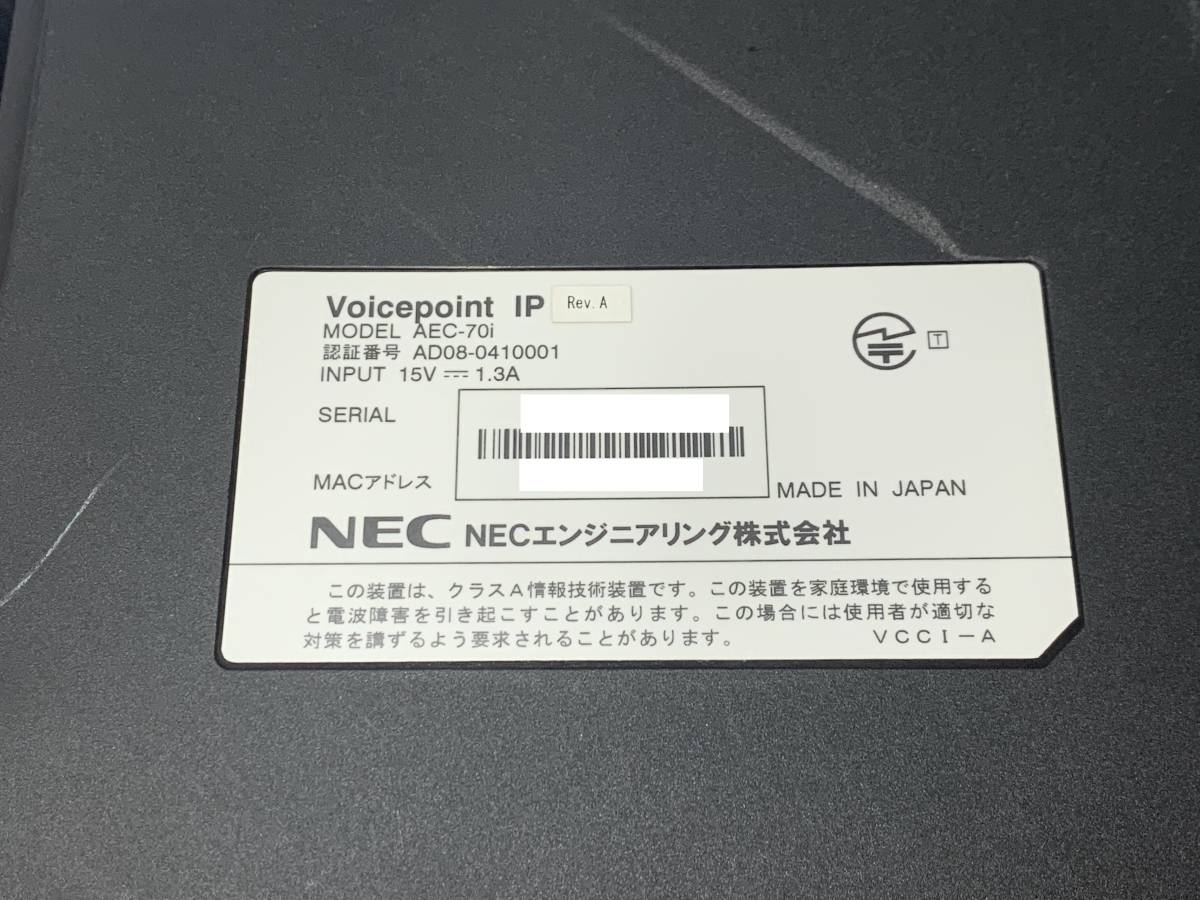 Voicepoint IP Rev. A
MODEL AEC-70i
認証番号 AD08-0410001
INPUT 15V ⎓ 1.3A
T
SERIAL
MACアドレス
MADE IN JAPAN
NEC NECエンジニアリング株式会社
この装置は、クラスA情報技術装置です。この装置を家庭環境で使用する
と電波障害を引き起こすことがあります。この場合には使用者が適切な
対策を講ずるよう要求されることがあります。 VCCI-A